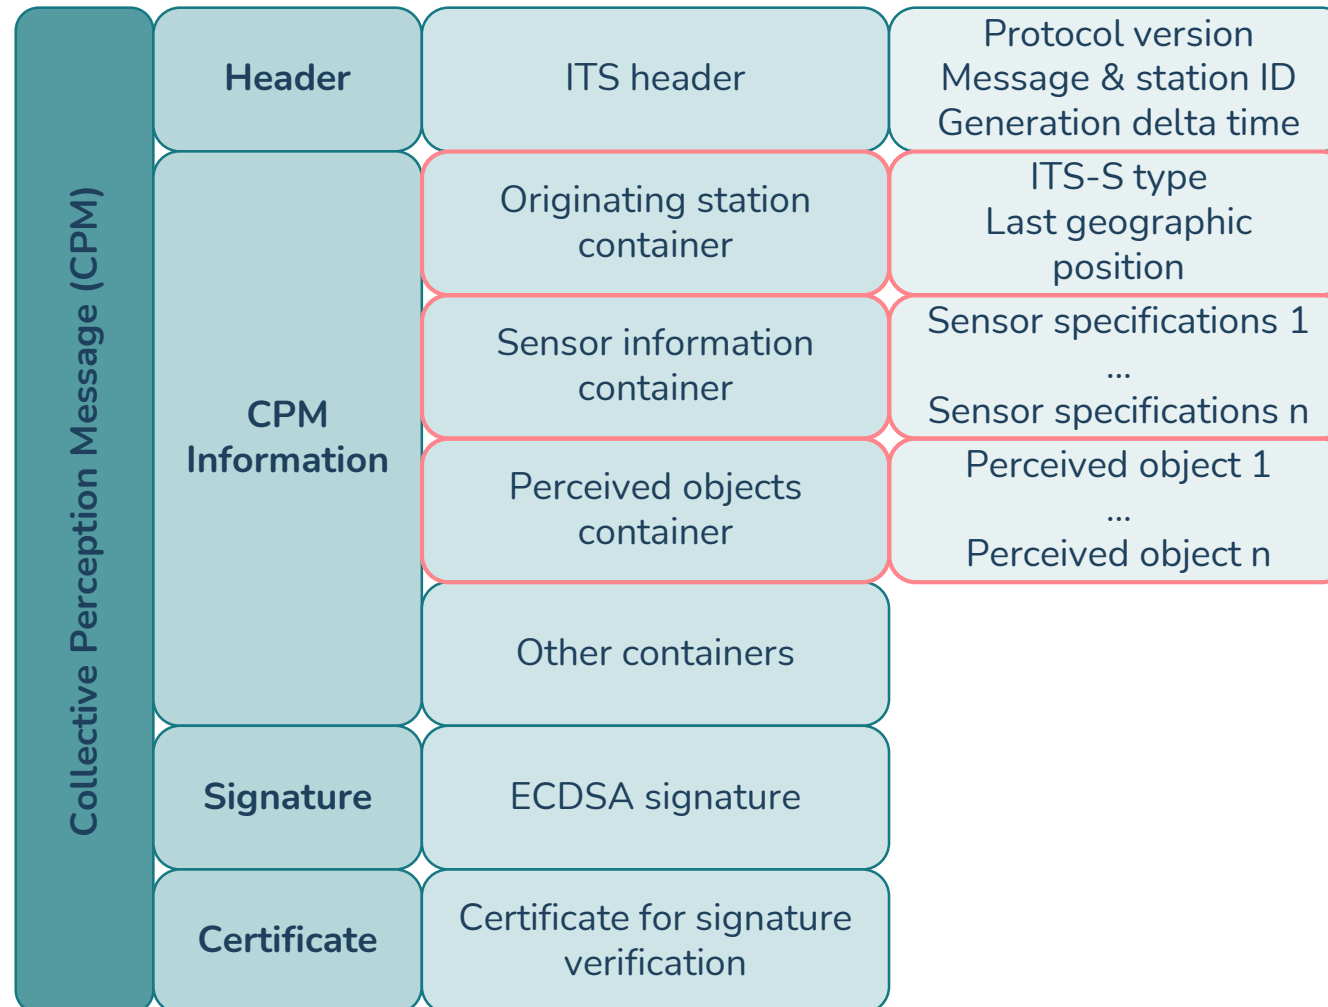 Collective Perception Message (CPM)
Header
ITS header
Protocol version
Message & station ID
Generation delta time
CPM
Information
Originating station
container
ITS-S type
Last geographic
position
Sensor information
container
Sensor specifications 1
...
Sensor specifications n
Perceived objects
container
Perceived object 1
...
Perceived object n
Other containers
Signature
ECDSA signature
Certificate
Certificate for signature
verification